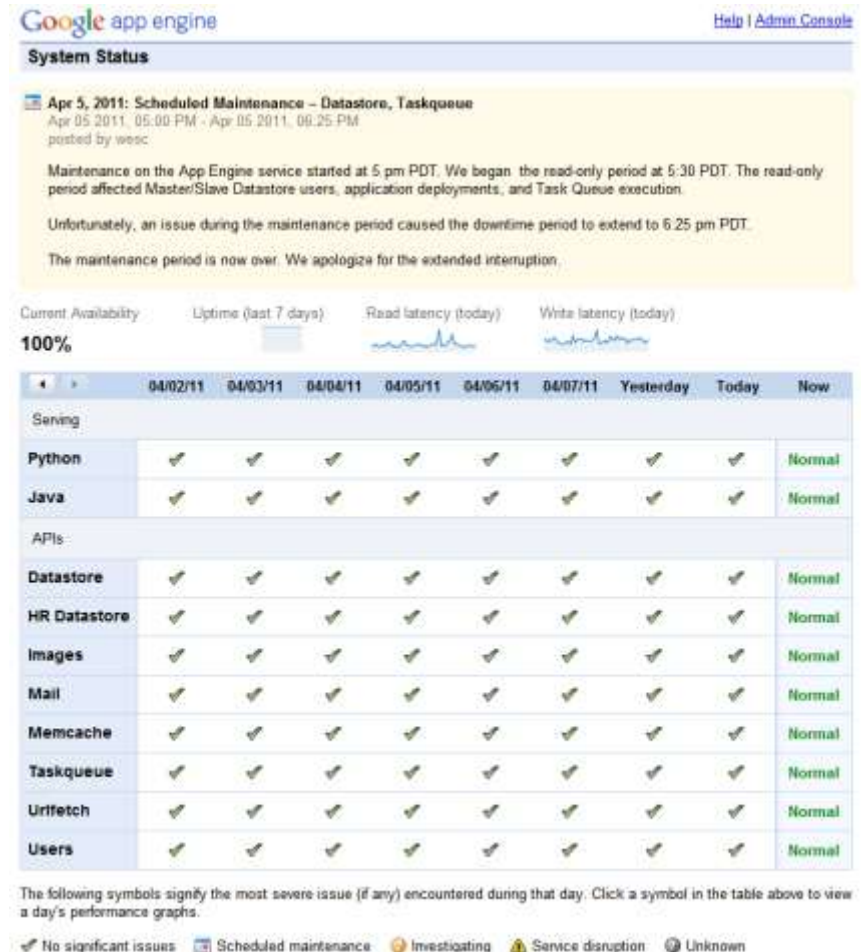 Google app engine
Help | Admin Console
System Status
Apr 5, 2011: Scheduled Maintenance – Datastore, Taskqueue
Apr 05 2011, 05:00 PM - Apr 05 2011, 06:25 PM
posted by wesc
Maintenance on the App Engine service started at 5 pm PDT. We began the read-only period at 5:30 PDT. The read-only
period affected Master/Slave Datastore users, application deployments, and Task Queue execution.
Unfortunately, an issue during the maintenance period caused the downtime period to extend to 6:25 pm PDT.
The maintenance period is now over. We apologize for the extended interruption.
Current Availability Uptime (last 7 days) Read latency (today) Write latency (today)
100%
04/02/11 04/03/11 04/04/11 04/05/11 04/06/11 04/07/11 Yesterday Today Now
Serving
Python Normal
Java Normal
APIs
Datastore Normal
HR Datastore Normal
Images Normal
Mail Normal
Memcache Normal
Taskqueue Normal
Urlfetch Normal
Users Normal
The following symbols signify the most severe issue (if any) encountered during that day. Click a symbol in the table above to view
a day's performance graphs.
No significant issues Scheduled maintenance Investigating Service disruption Unknown